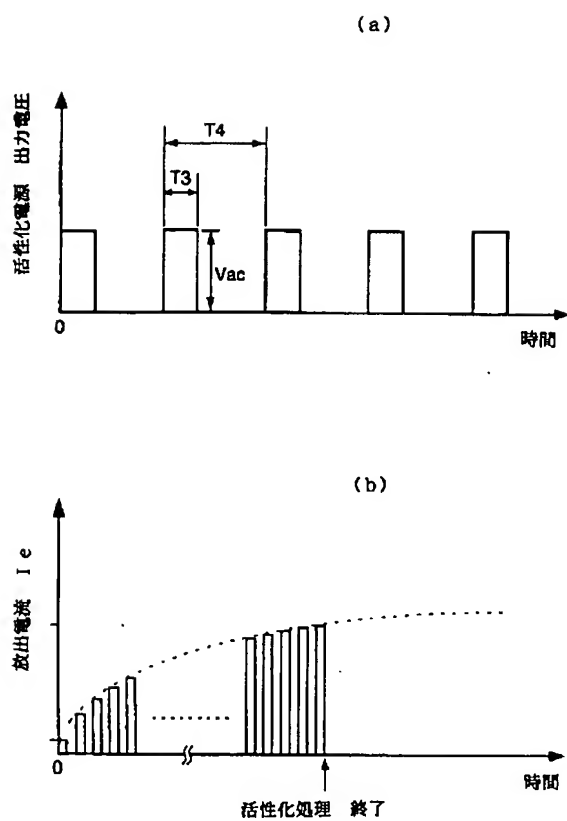 (a)
活性化電源 出力電圧
T4
T3
Vac
0
時間
(b)
放出電流 Ie
0
時間
活性化処理 終了